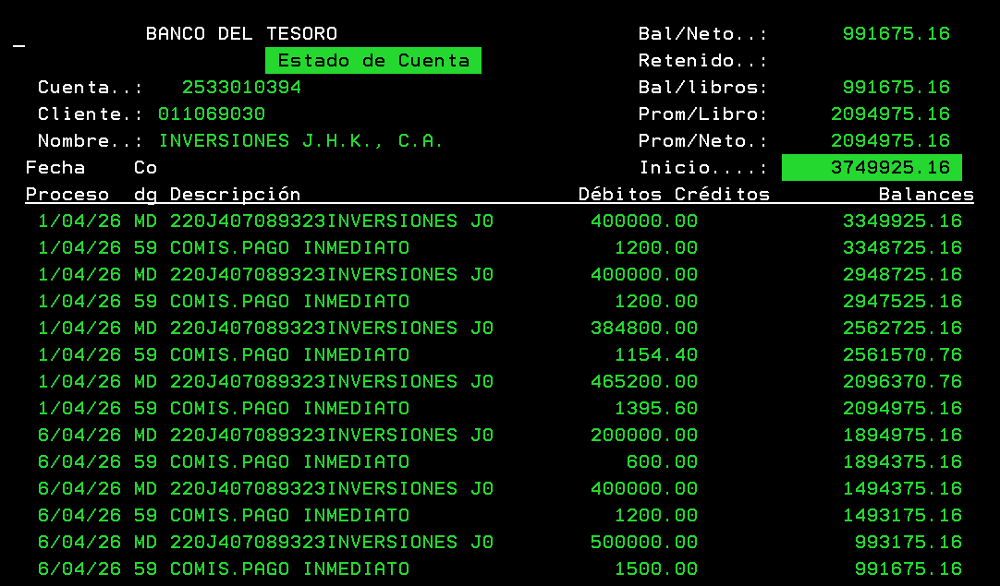 BANCO DEL TESORO Bal/Neto..: 991675.16
Estado de Cuenta Retenido..:
Cuenta..: 2533010394 Bal/libros: 991675.16
Cliente.: 011069030 Prom/Libro: 2094975.16
Nombre..: INVERSIONES J.H.K., C.A. Prom/Neto.: 2094975.16
Fecha Co Inicio....: 3749925.16
Proceso dg Descripción Débitos Créditos Balances
1/04/26 MD 220J407089323INVERSIONES J0 400000.00 3349925.16
1/04/26 59 COMIS.PAGO INMEDIATO 1200.00 3348725.16
1/04/26 MD 220J407089323INVERSIONES J0 400000.00 2948725.16
1/04/26 59 COMIS.PAGO INMEDIATO 1200.00 2947525.16
1/04/26 MD 220J407089323INVERSIONES J0 384800.00 2562725.16
1/04/26 59 COMIS.PAGO INMEDIATO 1154.40 2561570.76
1/04/26 MD 220J407089323INVERSIONES J0 465200.00 2096370.76
1/04/26 59 COMIS.PAGO INMEDIATO 1395.60 2094975.16
6/04/26 MD 220J407089323INVERSIONES J0 200000.00 1894975.16
6/04/26 59 COMIS.PAGO INMEDIATO 600.00 1894375.16
6/04/26 MD 220J407089323INVERSIONES J0 400000.00 1494375.16
6/04/26 59 COMIS.PAGO INMEDIATO 1200.00 1493175.16
6/04/26 MD 220J407089323INVERSIONES J0 500000.00 993175.16
6/04/26 59 COMIS.PAGO INMEDIATO 1500.00 991675.16